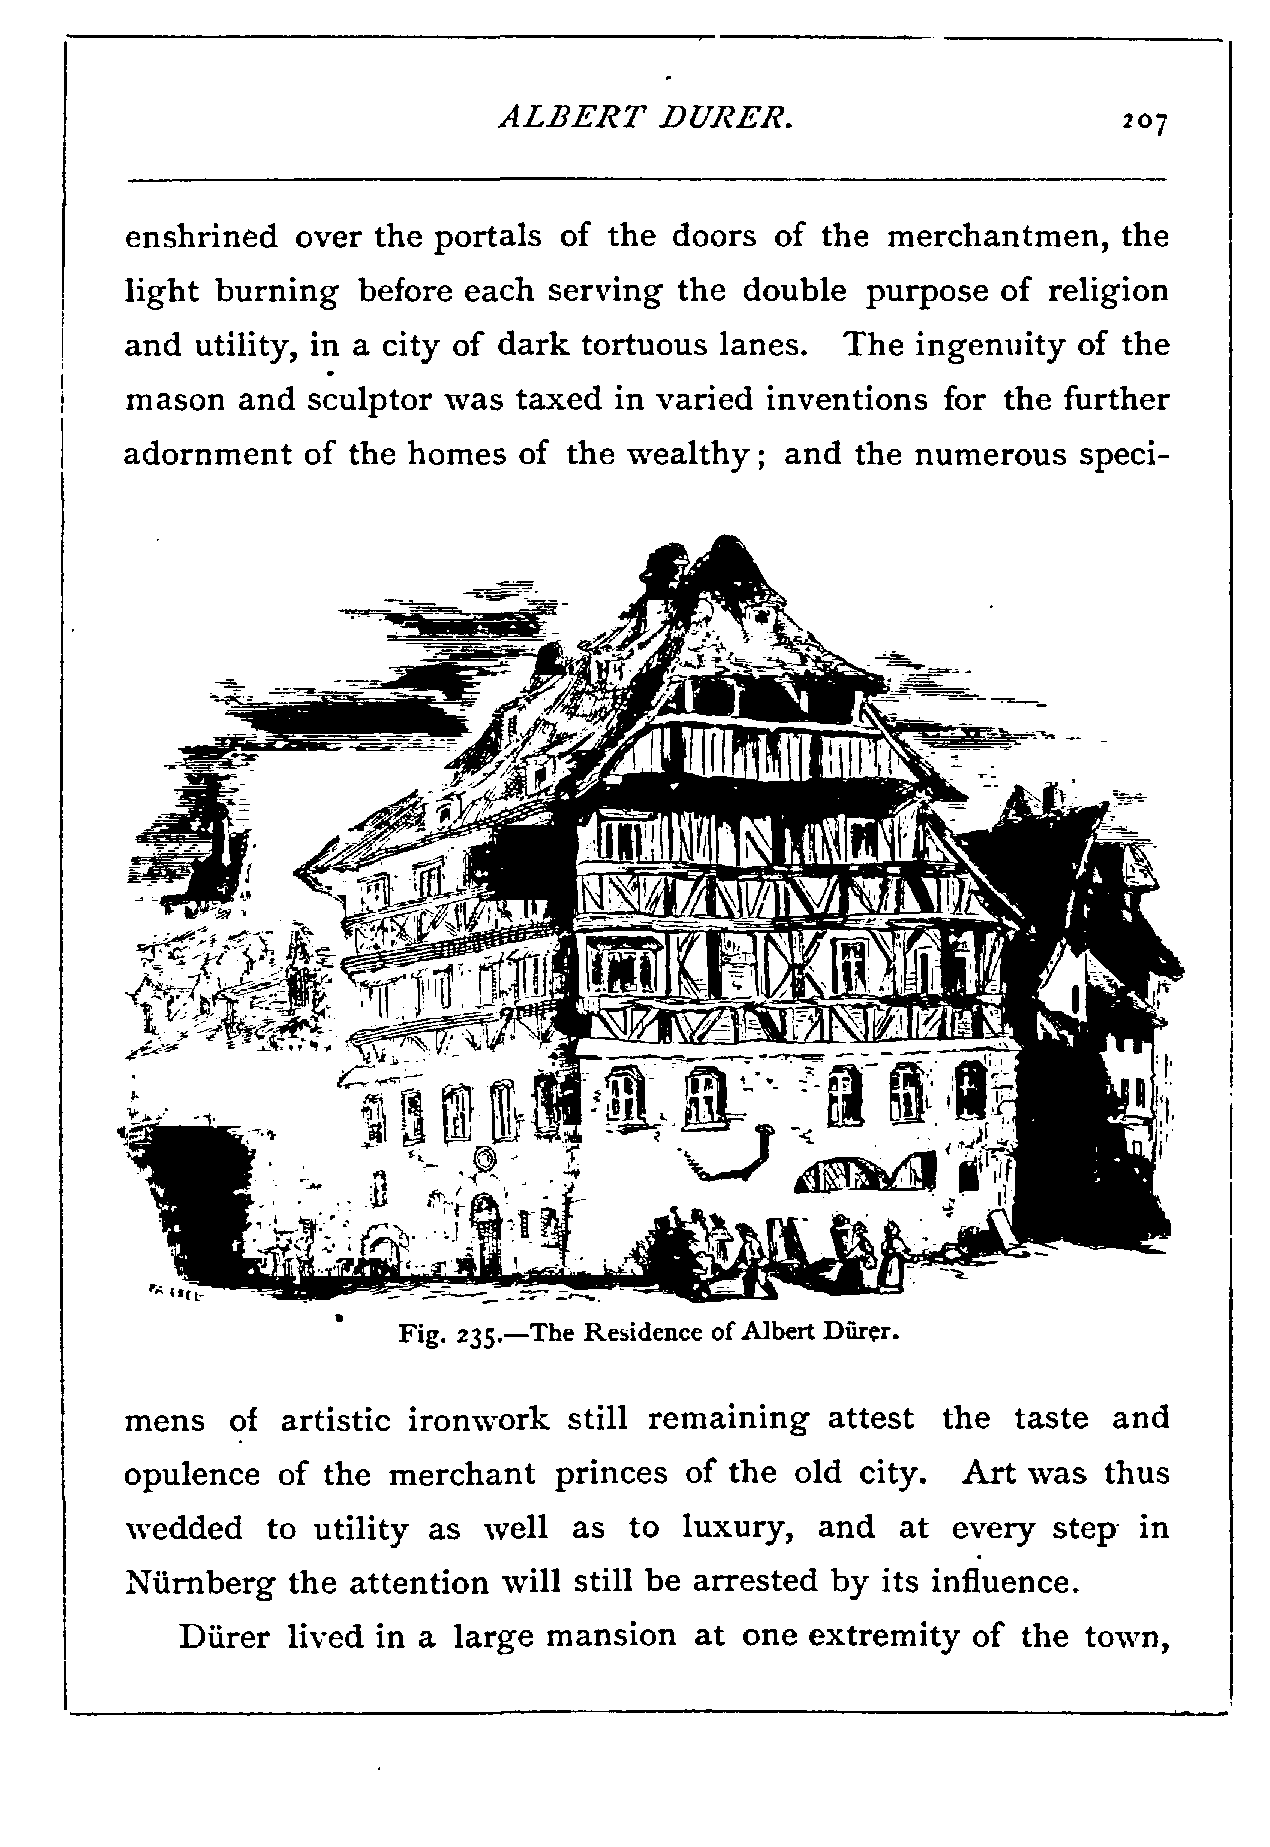 ALBERT DURER. 207
enshrined over the portals of the doors of the merchantmen, the
light burning before each serving the double purpose of religion
and utility, in a city of dark tortuous lanes. The ingenuity of the
mason and sculptor was taxed in varied inventions for the further
adornment of the homes of the wealthy; and the numerous speci-
Fig. 235.—The Residence of Albert Dürer.
mens of artistic ironwork still remaining attest the taste and
opulence of the merchant princes of the old city. Art was thus
wedded to utility as well as to luxury, and at every step in
Nürnberg the attention will still be arrested by its influence.
Dürer lived in a large mansion at one extremity of the town,